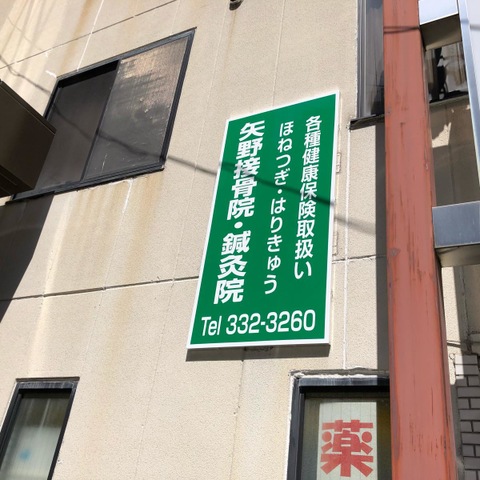 各種健康保険取扱い
ほねつぎ・はりきゅう
矢野接骨院・鍼灸院
Tel 332-3260
薬